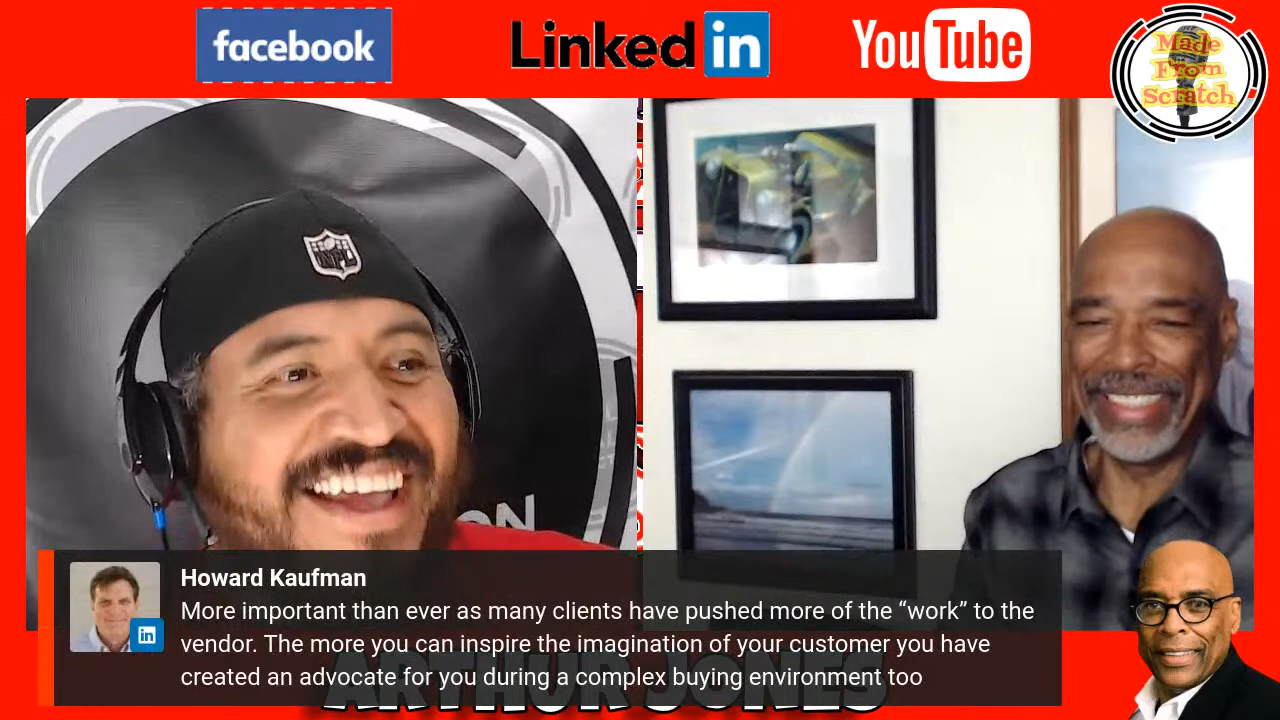 facebook
Linked in
YouTube
Made
From
Scratch
NFL
ON
Howard Kaufman
in
More important than ever as many clients have pushed more of the “work” to the
vendor. The more you can inspire the imagination of your customer you have
created an advocate for you during a complex buying environment too
ARTHUR JONES